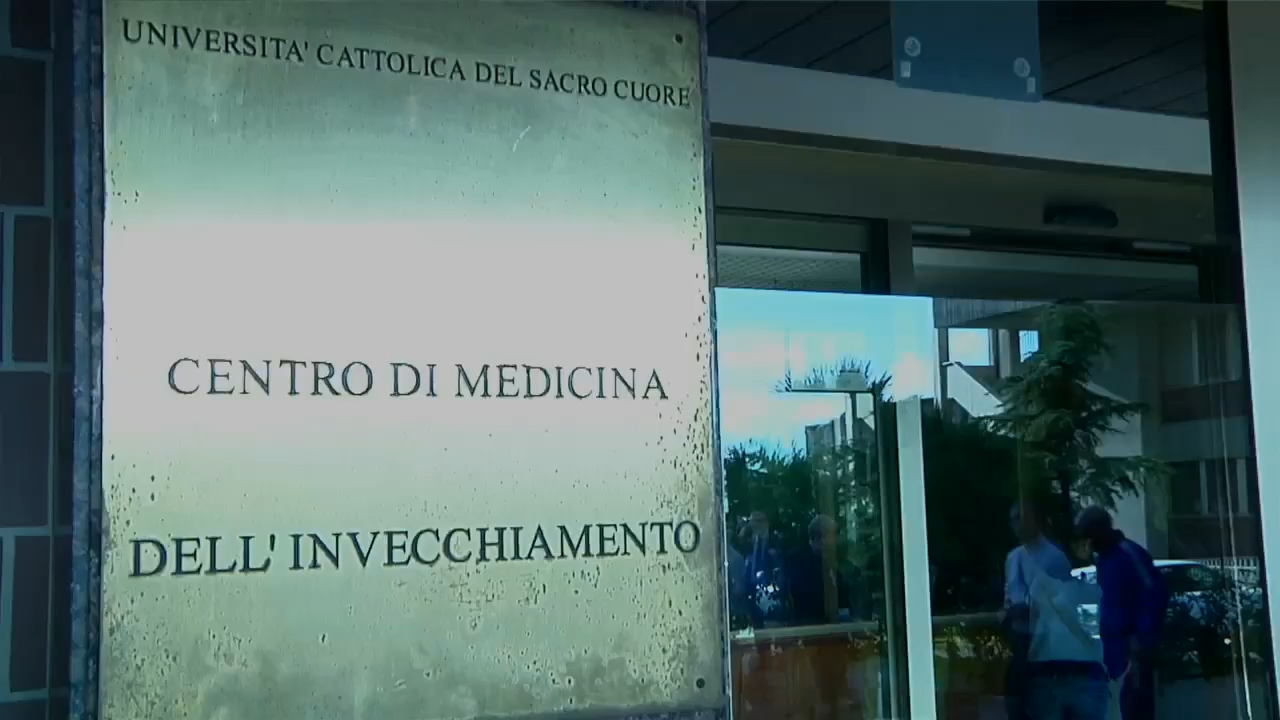 UNIVERSITA' CATTOLICA DEL SACRO CUORE
CENTRO DI MEDICINA
DELL' INVECCHIAMENTO